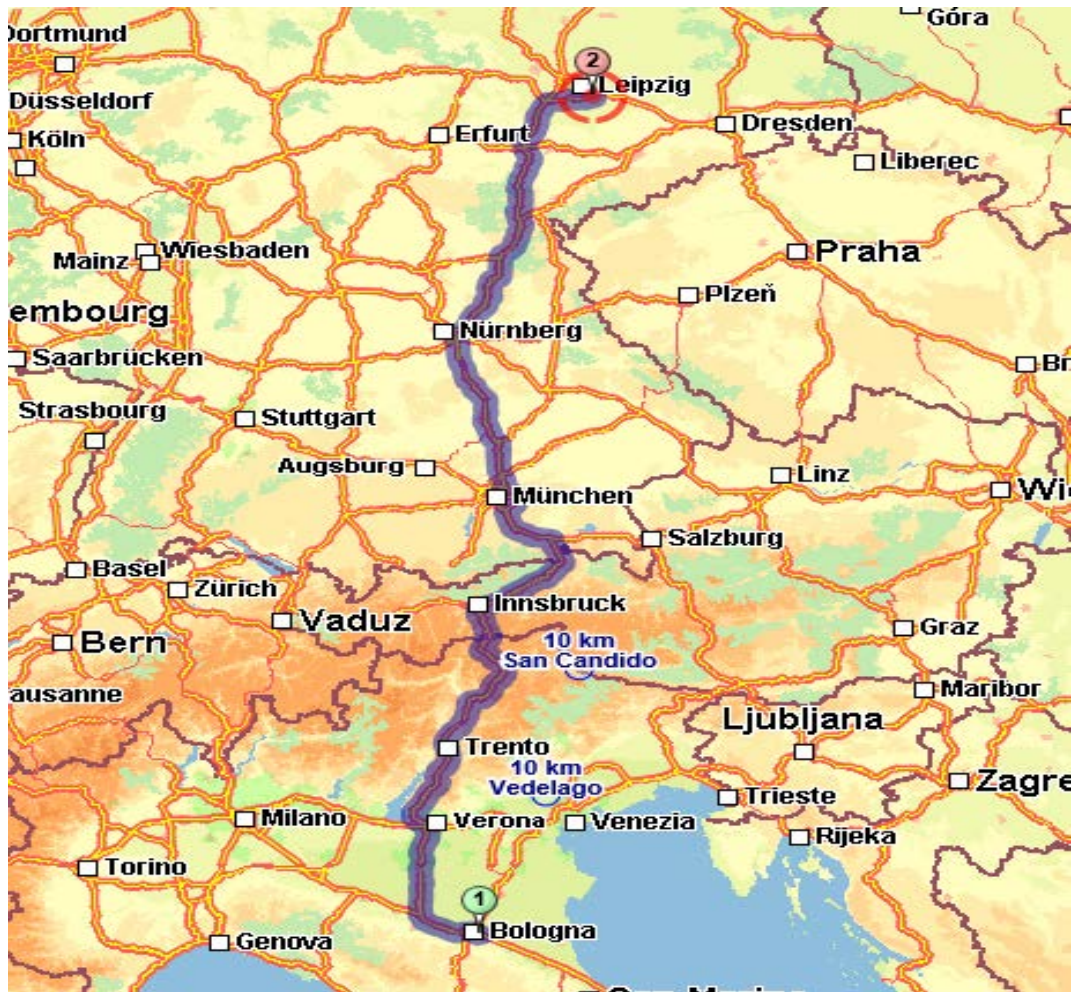 Góra
Dortmund
2
Leipzig
Düsseldorf
Dresden
Erfurt
Köln
Liberec
Wiesbaden
Praha
Mainz
Plzeň
embourg
Nürnberg
Saarbrücken
Br
Strasbourg
Stuttgart
Augsburg
Linz
München
Wi
Salzburg
Basel
Zürich
Innsbruck
Vaduz
Graz
Bern
10 km
San Candido
ausanne
Maribor
Ljubljana
Trento
10 km
Vedelago
Zagre
Trieste
Milano
Verona
Venezia
Rijeka
Torino
1
Bologna
Genova